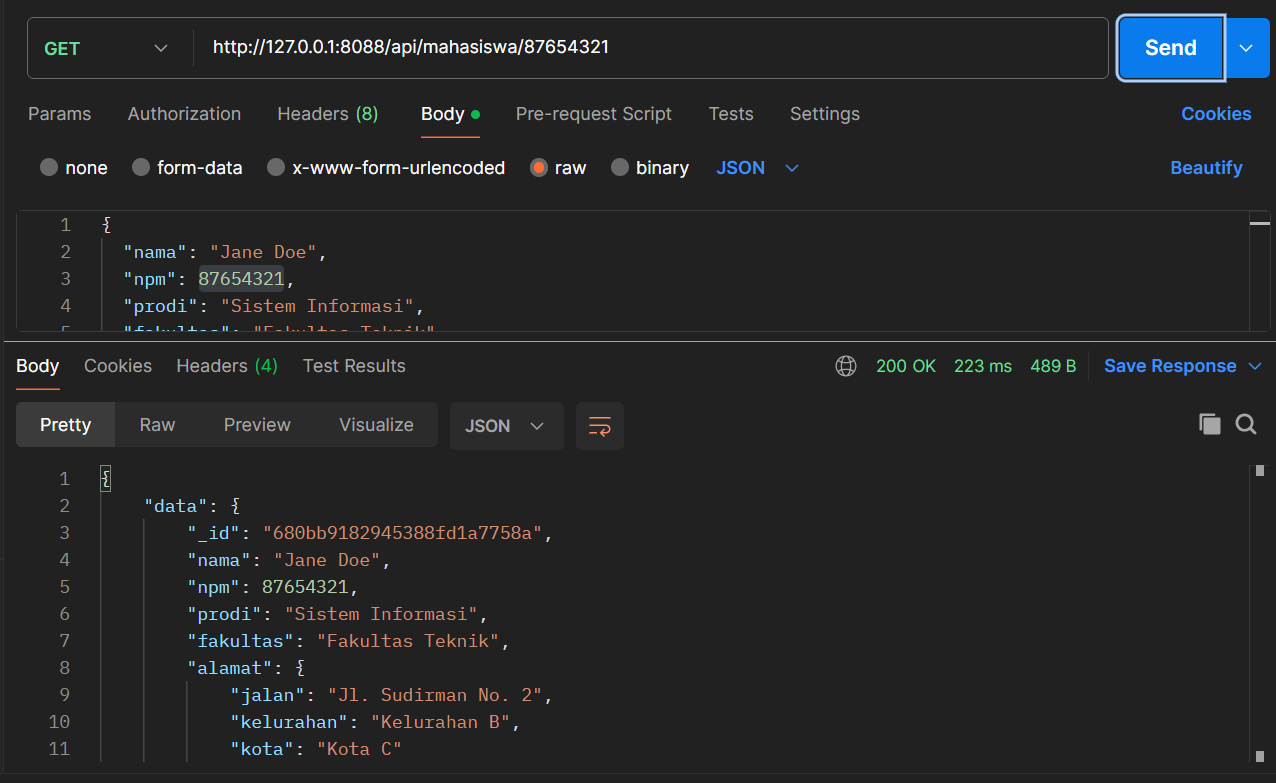 GET http://127.0.0.1:8088/api/mahasiswa/87654321 Send
Params Authorization Headers (8) Body Pre-request Script Tests Settings Cookies
none form-data x-www-form-urlencoded raw binary JSON Beautify
1 {
2 "nama": "Jane Doe",
3 "npm": 87654321,
4 "prodi": "Sistem Informasi",
5 "fakultas": "Fakultas Teknik"
Body Cookies Headers (4) Test Results 200 OK 223 ms 489 B Save Response
Pretty Raw Preview Visualize JSON
1 {
2 "data": {
3 "_id": "680bb9182945388fd1a7758a",
4 "nama": "Jane Doe",
5 "npm": 87654321,
6 "prodi": "Sistem Informasi",
7 "fakultas": "Fakultas Teknik",
8 "alamat": {
9 "jalan": "Jl. Sudirman No. 2",
10 "kelurahan": "Kelurahan B",
11 "kota": "Kota C"